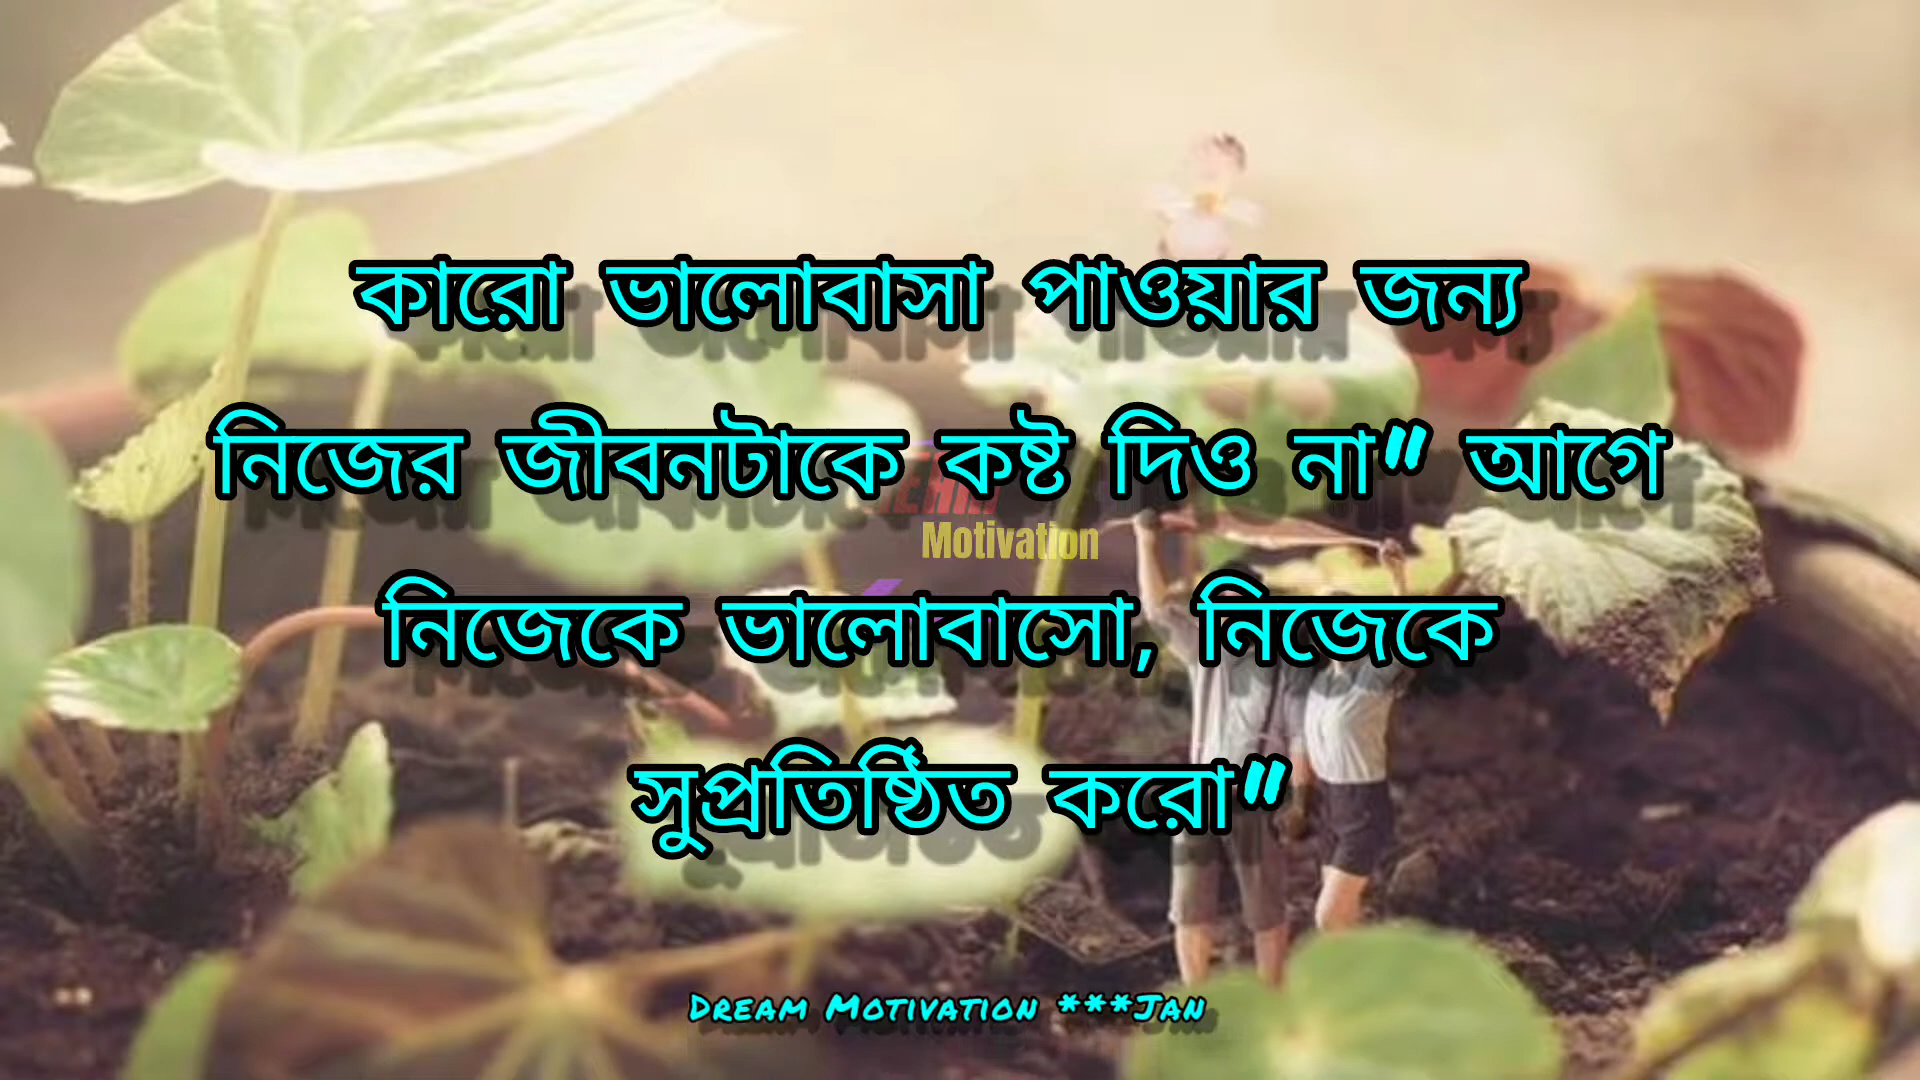 কারো ভালোবাসা পাওয়ার জন্য
নিজের জীবনটাকে কষ্ট দিও না" আগে
Motivation
নিজেকে ভালোবাসো, নিজেকে
সুপ্রতিষ্ঠিত করো"
Dream Motivation ***Jan